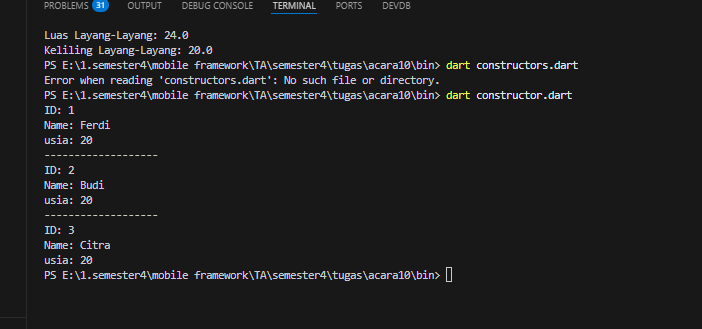 PROBLEMS 31 OUTPUT DEBUG CONSOLE TERMINAL PORTS DEVDB
Luas Layang-Layang: 24.0
Keliling Layang-Layang: 20.0
PS E:\1.semester4\mobile framework\TA\semester4\tugas\acara10\bin> dart constructors.dart
Error when reading 'constructors.dart': No such file or directory.
PS E:\1.semester4\mobile framework\TA\semester4\tugas\acara10\bin> dart constructor.dart
ID: 1
Name: Ferdi
usia: 20
-------------------
ID: 2
Name: Budi
usia: 20
-------------------
ID: 3
Name: Citra
usia: 20
PS E:\1.semester4\mobile framework\TA\semester4\tugas\acara10\bin>